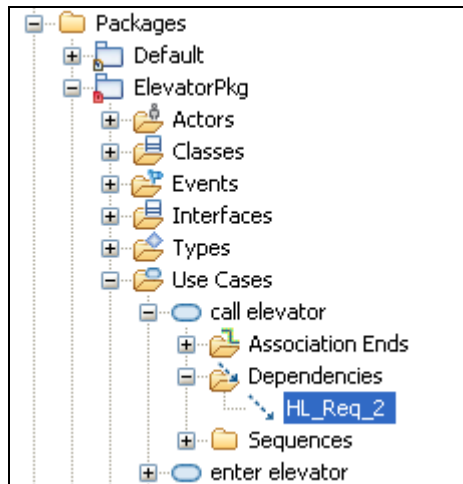 Packages
Default
ElevatorPkg
Actors
Classes
Events
Interfaces
Types
Use Cases
call elevator
Association Ends
Dependencies
HL_Req_2
Sequences
enter elevator